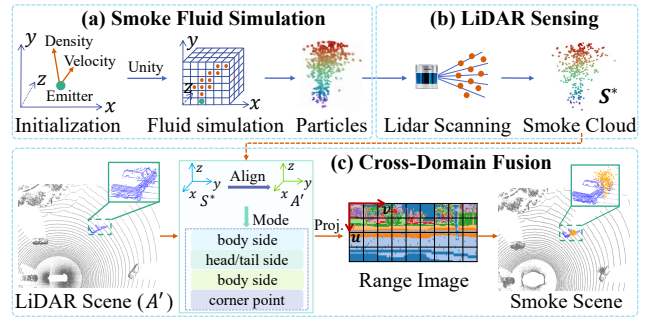 (a) Smoke Fluid Simulation
y
Density
Velocity
z
Emitter
x
Initialization
Unity
y
z
x
Fluid simulation
Particles
(b) LiDAR Sensing
Lidar Scanning
S*
Smoke Cloud
(c) Cross-Domain Fusion
LiDAR Scene (A′)
z
y
x
S*
Align
z
y
x
A′
Mode
body side
head/tail side
body side
corner point
Proj.
v
u
Range Image
Smoke Scene